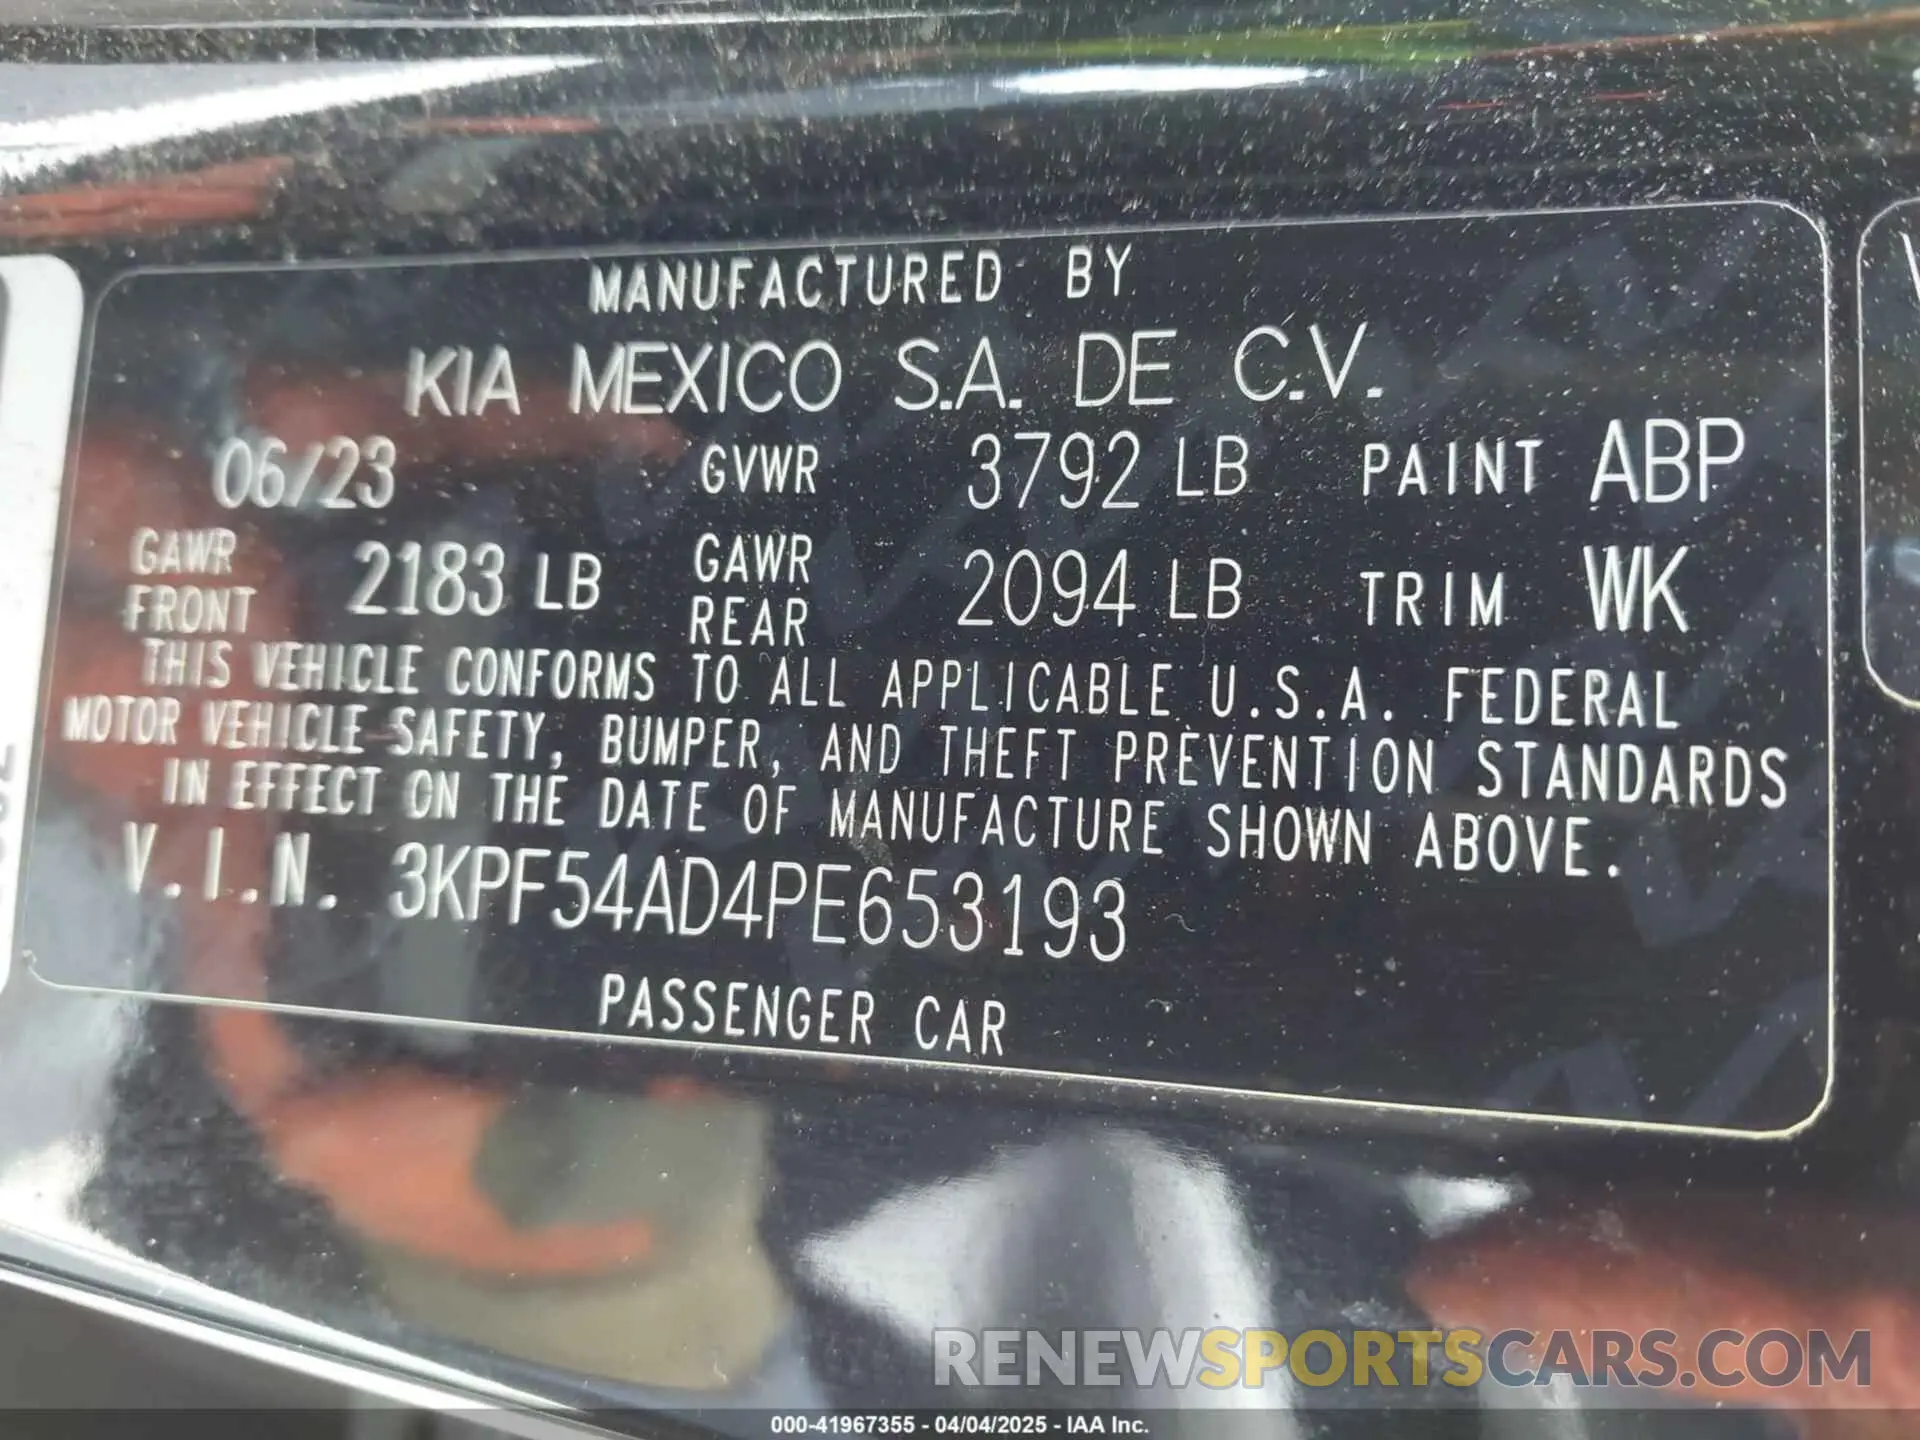 MANUFACTURED BY
KIA MEXICO S.A. DE C.V.
06/23 GVWR 3792 LB PAINT ABP
GAWR FRONT 2183 LB GAWR REAR 2094 LB TRIM WK
THIS VEHICLE CONFORMS TO ALL APPLICABLE U.S.A. FEDERAL
MOTOR VEHICLE SAFETY, BUMPER, AND THEFT PREVENTION STANDARDS
IN EFFECT ON THE DATE OF MANUFACTURE SHOWN ABOVE.
V.I.N. 3KPF54AD4PE653193
PASSENGER CAR
RENEWSPORTSCARS.COM
000-41967355 - 04/04/2025 - IAA Inc.